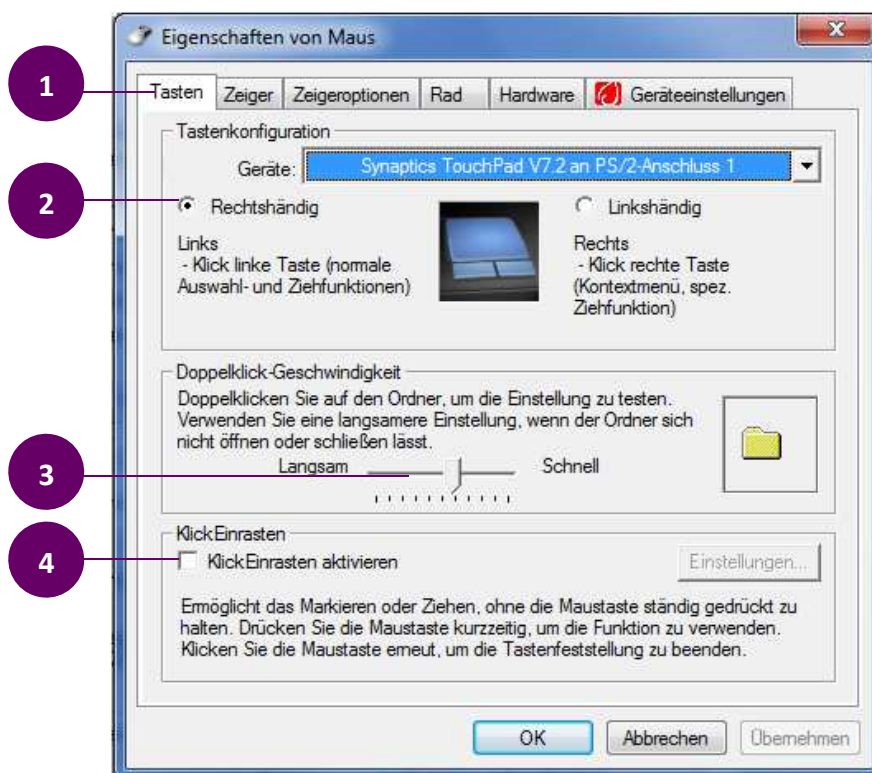 Eigenschaften von Maus
X
1
Tasten Zeiger Zeigeroptionen Rad Hardware Geräteeinstellungen
Tastenkonfiguration
Geräte: Synaptics TouchPad V7.2 an PS/2-Anschluss 1
2
Rechtshändig
Linkshändig
Links
- Klick linke Taste (normale
Auswahl- und Ziehfunktionen)
Rechts
- Klick rechte Taste
(Kontextmenü, spez.
Ziehfunktion)
Doppelklick-Geschwindigkeit
Doppelklicken Sie auf den Ordner, um die Einstellung zu testen.
Verwenden Sie eine langsamere Einstellung, wenn der Ordner sich
nicht öffnen oder schließen lässt.
3
Langsam Schnell
KlickEinrasten
4
KlickEinrasten aktivieren
Einstellungen...
Ermöglicht das Markieren oder Ziehen, ohne die Maustaste ständig gedrückt zu
halten. Drücken Sie die Maustaste kurzzeitig, um die Funktion zu verwenden.
Klicken Sie die Maustaste erneut, um die Tastenfeststellung zu beenden.
OK Abbrechen Übernehmen